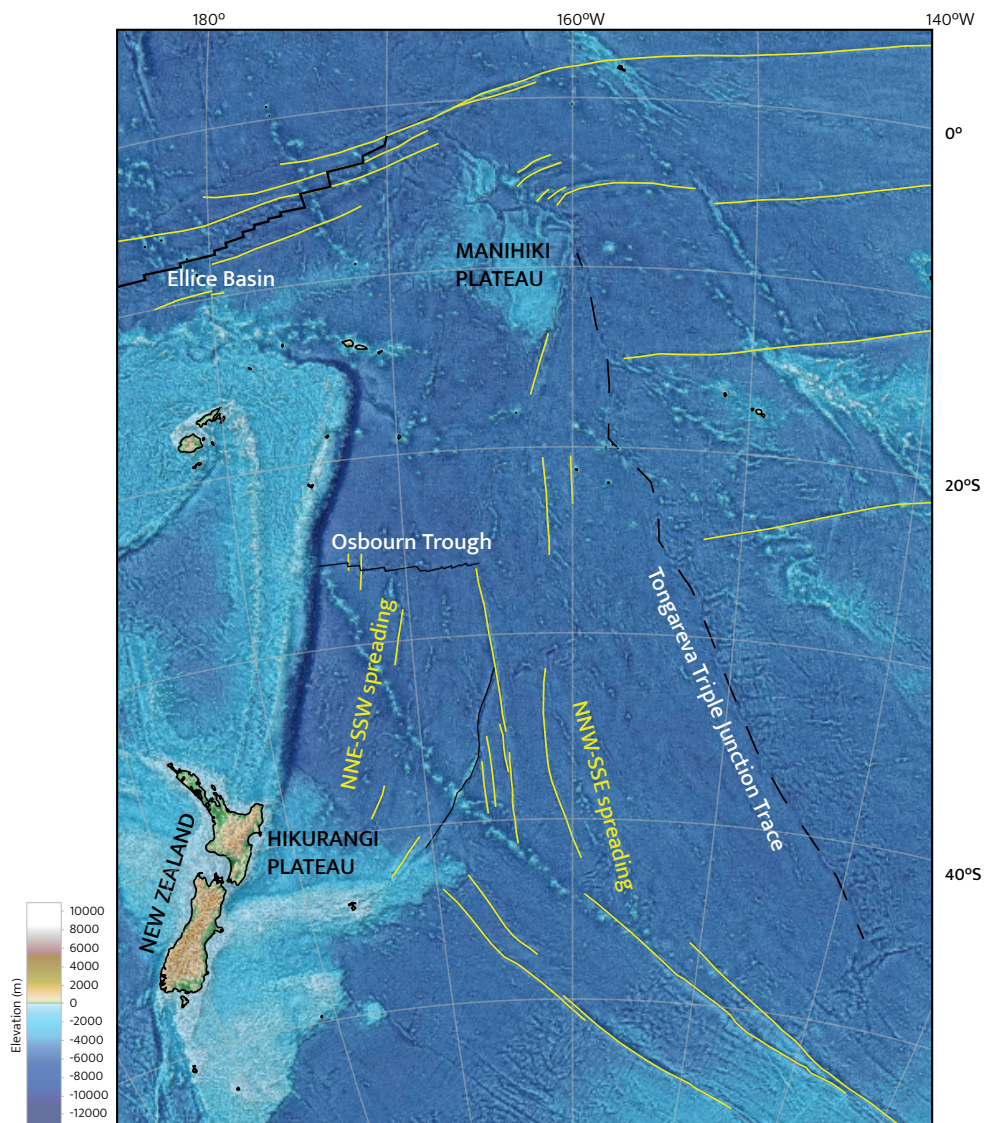 180°
160°W
140°W
0°
MANIHIKI
PLATEAU
Ellice Basin
20°S
Osbourn Trough
NNE-SSW spreading
NNW-SSE spreading
Tongareva Triple Junction Trace
NEW ZEALAND
HIKURANGI
PLATEAU
40°S
Elevation (m)
10000
8000
6000
4000
2000
0
-2000
-4000
-6000
-8000
-10000
-12000